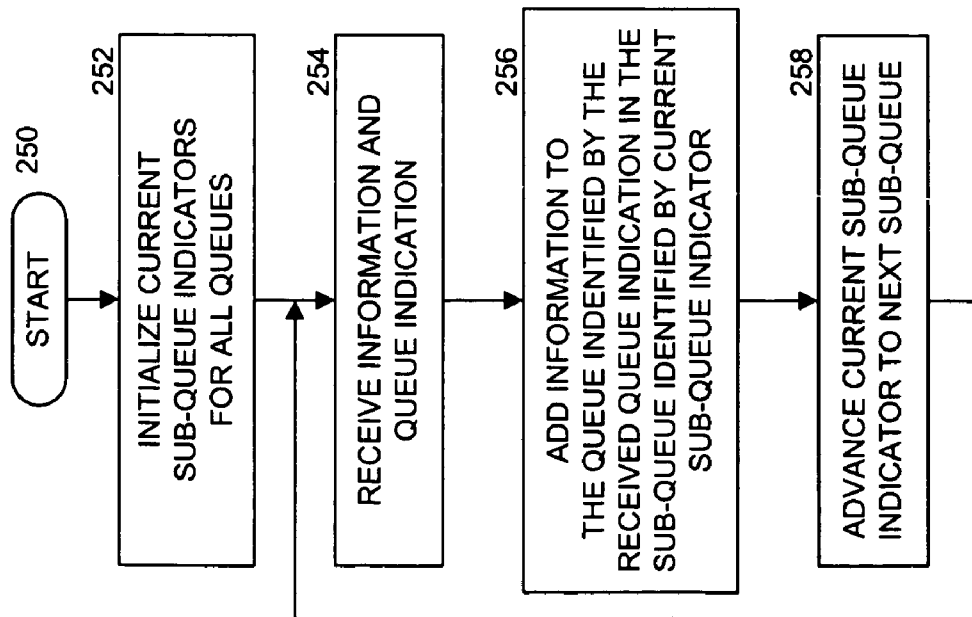 START
250
252
INITIALIZE CURRENT
SUB-QUEUE INDICATORS
FOR ALL QUEUES
254
RECEIVE INFORMATION AND
QUEUE INDICATION
256
ADD INFORMATION TO
THE QUEUE INDENTIFIED BY THE
RECEIVED QUEUE INDICATION IN THE
SUB-QUEUE IDENTIFIED BY CURRENT
SUB-QUEUE INDICATOR
258
ADVANCE CURRENT SUB-QUEUE
INDICATOR TO NEXT SUB-QUEUE